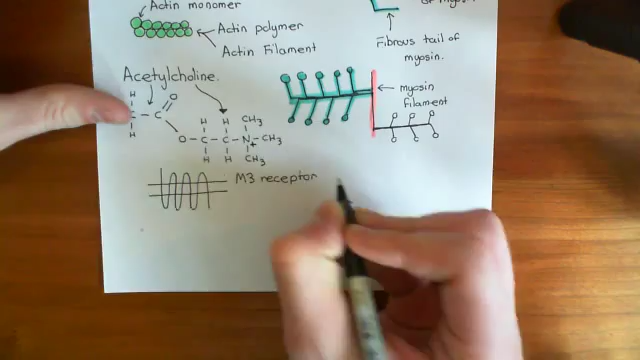 Actin monomer
Actin polymer
Actin Filament
Fibrous tail of
myosin.
myosin
filament
Acetylcholine.
H
O
C
C
H
O
H
H
CH3
C
C
N
+
CH3
H
H
CH3
M3 receptor